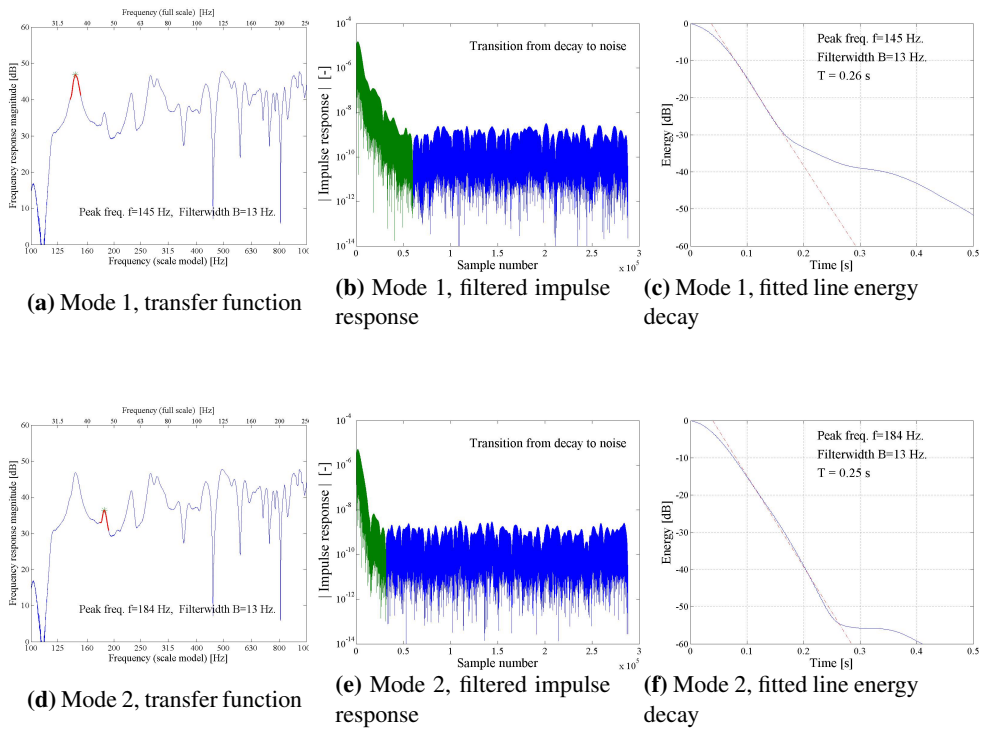 Frequency (full scale) [Hz]
31.5 40 50 63 80 100 125 160 200 250
60
50
40
30
20
10
0
Frequency response magnitude [dB]
Peak freq. f=145 Hz, Filterwidth B=13 Hz.
100 125 160 200 250 315 400 500 630 800 100
Frequency (scale model) [Hz]
(a) Mode 1, transfer function
10^-4
10^-6
10^-8
10^-10
10^-12
10^-14
| Impulse response | [-]
Transition from decay to noise
0 0.5 1 1.5 2 2.5 3
Sample number
x 10^5
(b) Mode 1, filtered impulse
response
0
-10
-20
-30
-40
-50
-60
Energy [dB]
Peak freq. f=145 Hz.
Filterwidth B=13 Hz.
T = 0.26 s
0 0.1 0.2 0.3 0.4 0.5
Time [s]
(c) Mode 1, fitted line energy
decay
Frequency (full scale) [Hz]
31.5 40 50 63 80 100 125 160 200 250
60
50
40
30
20
10
0
Frequency response magnitude [dB]
Peak freq. f=184 Hz, Filterwidth B=13 Hz.
100 125 160 200 250 315 400 500 630 800 100
Frequency (scale model) [Hz]
(d) Mode 2, transfer function
10^-4
10^-6
10^-8
10^-10
10^-12
10^-14
| Impulse response | [-]
Transition from decay to noise
0 0.5 1 1.5 2 2.5 3
Sample number
x 10^5
(e) Mode 2, filtered impulse
response
0
-10
-20
-30
-40
-50
-60
Energy [dB]
Peak freq. f=184 Hz.
Filterwidth B=13 Hz.
T = 0.25 s
0 0.1 0.2 0.3 0.4 0.5
Time [s]
(f) Mode 2, fitted line energy
decay